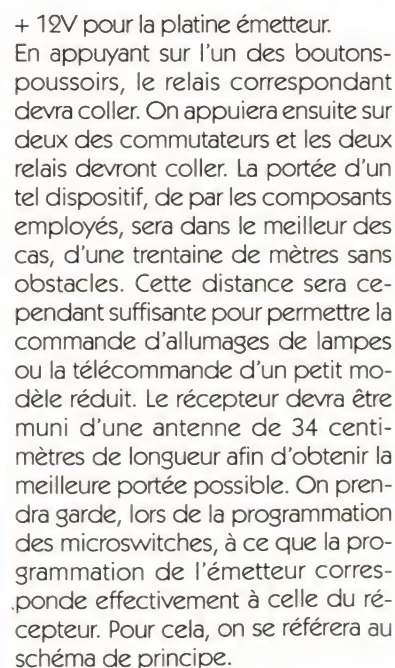 + 12V pour la platine émetteur.
En appuyant sur l'un des boutons-
poussoirs, le relais correspondant
devra coller. On appuiera ensuite sur
deux des commutateurs et les deux
relais devront coller. La portée d'un
tel dispositif, de par les composants
employés, sera dans le meilleur des
cas, d'une trentaine de mètres sans
obstacles. Cette distance sera ce-
pendant suffisante pour permettre la
commande d'allumages de lampes
ou la télécommande d'un petit mo-
dèle réduit. Le récepteur devra être
muni d'une antenne de 34 centi-
mètres de longueur afin d'obtenir la
meilleure portée possible. On pren-
dra garde, lors de la programmation
des microswitches, à ce que la pro-
grammation de l'émetteur corres-
ponde effectivement à celle du ré-
cepteur. Pour cela, on se référera au
schéma de principe.